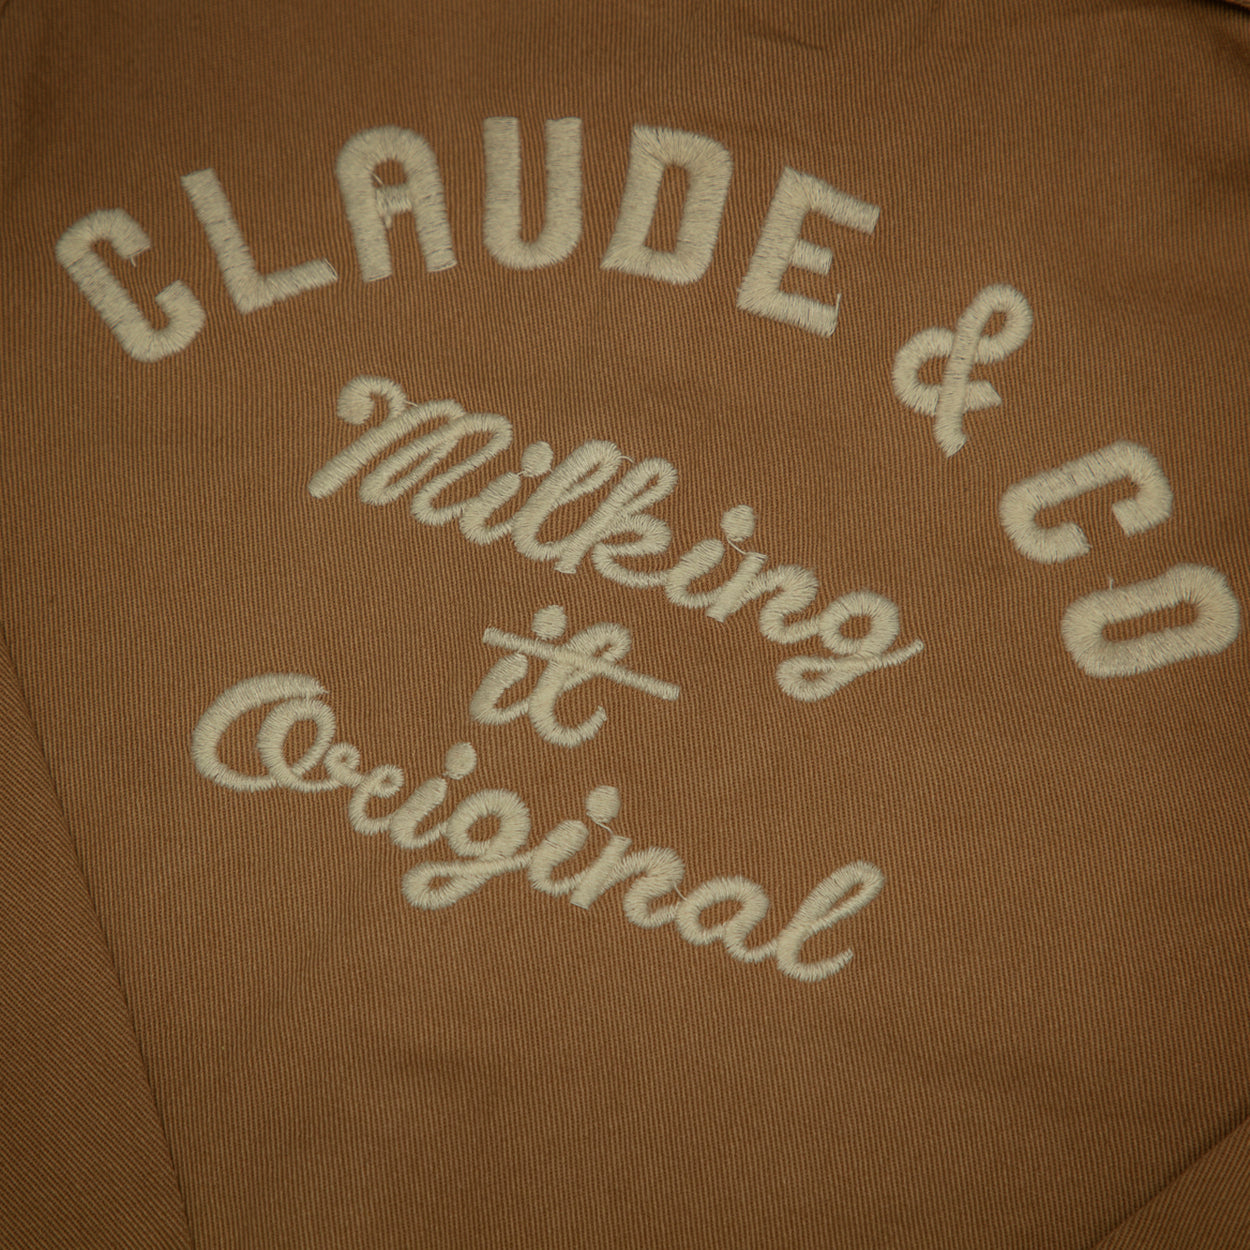 CLAUDE & CO
Milking
it
Original